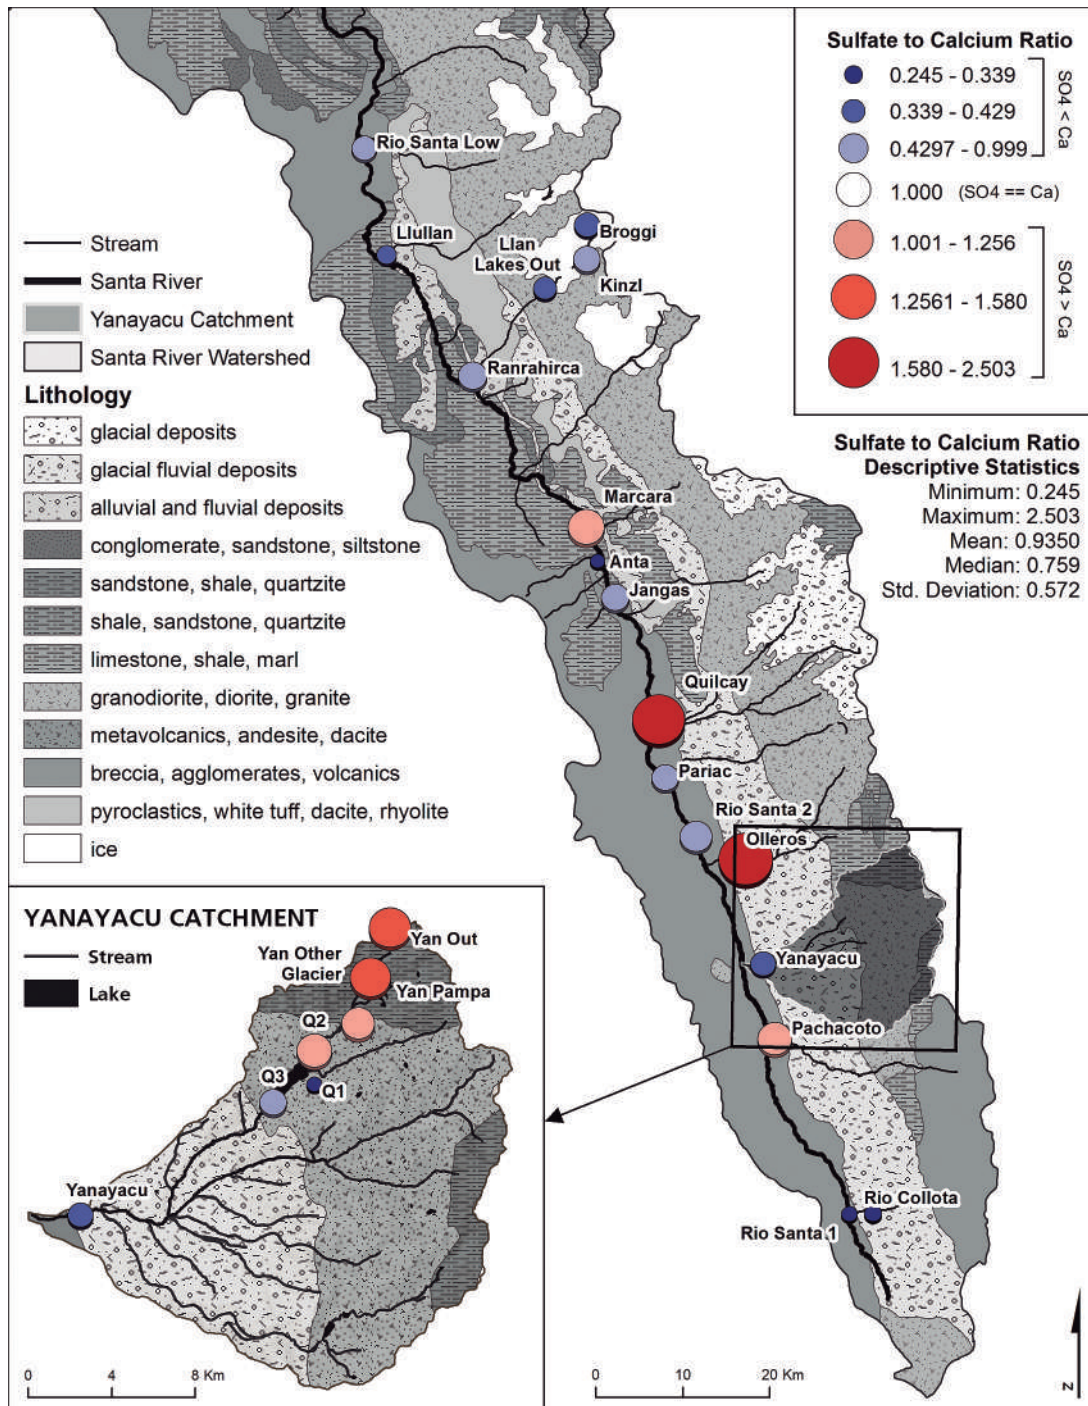 Sulfate to Calcium Ratio
0.245 - 0.339
0.339 - 0.429
0.4297 - 0.999
1.000 (SO4 == Ca)
1.001 - 1.256
1.2561 - 1.580
1.580 - 2.503
SO4 < Ca
SO4 > Ca
Sulfate to Calcium Ratio
Descriptive Statistics
Minimum: 0.245
Maximum: 2.503
Mean: 0.9350
Median: 0.759
Std. Deviation: 0.572
Stream
Santa River
Yanayacu Catchment
Santa River Watershed
Lithology
glacial deposits
glacial fluvial deposits
alluvial and fluvial deposits
conglomerate, sandstone, siltstone
sandstone, shale, quartzite
shale, sandstone, quartzite
limestone, shale, marl
granodiorite, diorite, granite
metavolcanics, andesite, dacite
breccia, agglomerates, volcanics
pyroclastics, white tuff, dacite, rhyolite
ice
Rio Santa Low
Llullan
Broggi
Llan
Lakes Out
Kinzl
Ranrahirca
Marcara
Anta
Jangas
Quilcay
Pariac
Rio Santa 2
Olleros
Yanayacu
Pachacoto
Rio Collota
Rio Santa 1
YANAYACU CATCHMENT
Stream
Lake
Yan Out
Yan Other
Glacier
Yan Pampa
Q2
Q3
Q1
Yanayacu
0 4 8 Km
0 10 20 Km
N